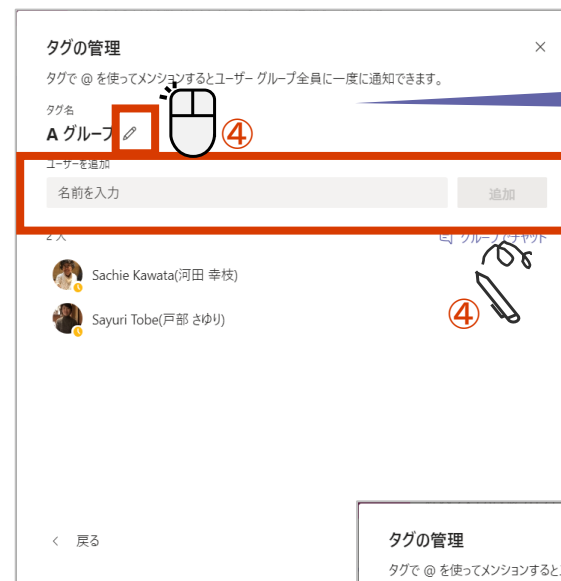 タグの管理
タグで @ を使ってメンションするとユーザー グループ全員に一度に通知できます。
タグ名
A グループ
④
ユーザーを追加
名前を入力
追加
2 人
グループでチャット
Sachie Kawata(河田 幸枝)
Sayuri Tobe(戸部 さゆり)
④
戻る
タグの管理
タグで @ を使ってメンションすると